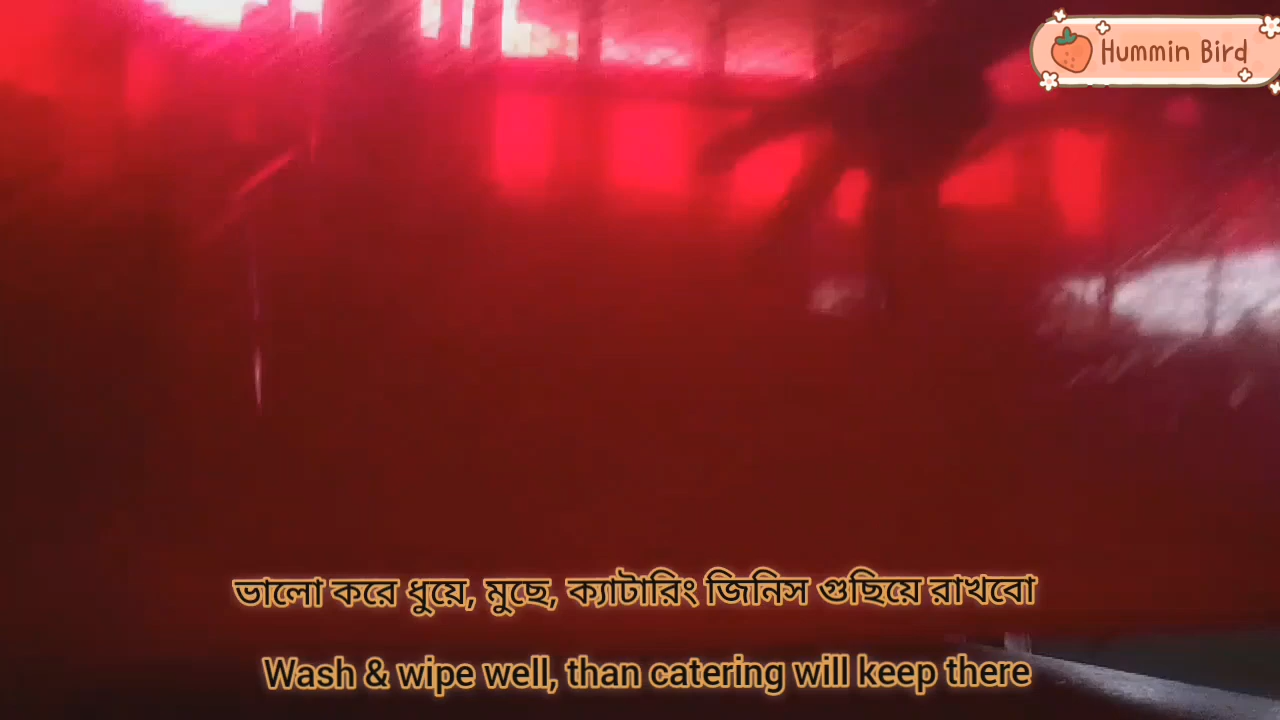 Hummin Bird
ভালো করে ধুয়ে, মুছে, ক্যাটারিং জিনিস গুছিয়ে রাখবো
Wash & wipe well, than catering will keep there